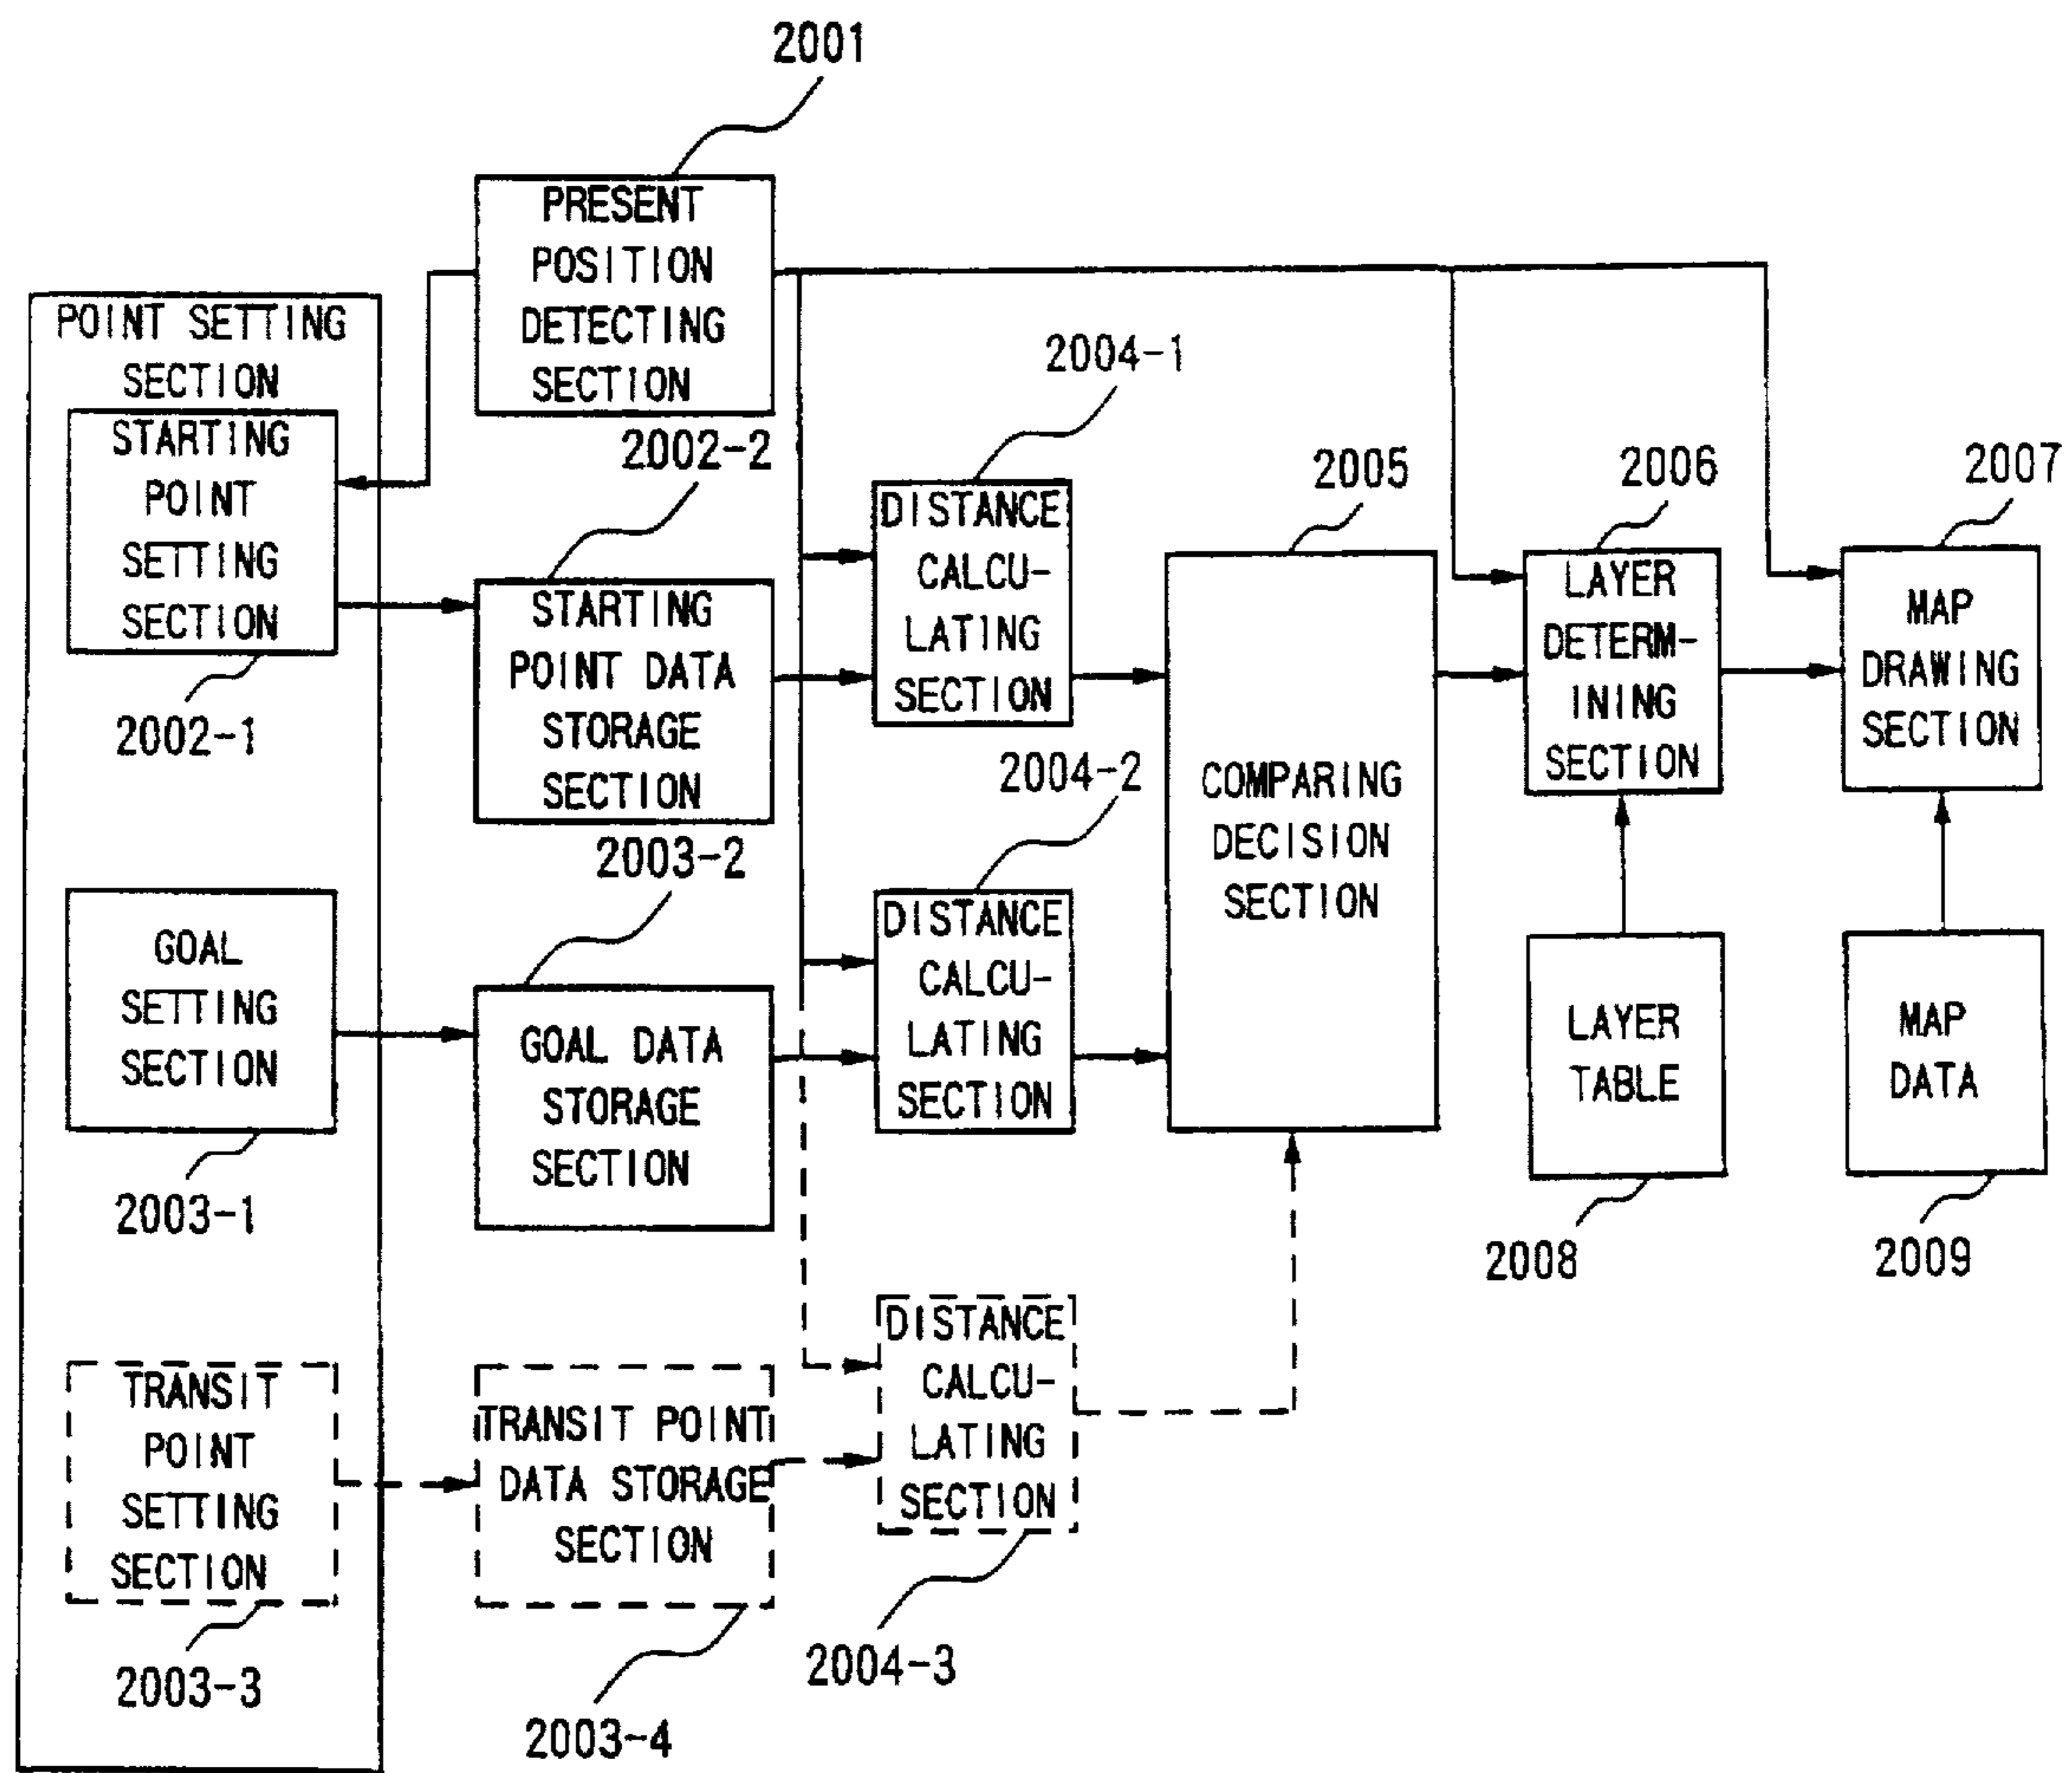 2001
PRESENT
POSITION
DETECTING
SECTION
POINT SETTING
SECTION
STARTING
POINT
SETTING
SECTION
2002-1
2002-2
STARTING
POINT DATA
STORAGE
SECTION
2004-1
DISTANCE
CALCU-
LATING
SECTION
2005
COMPARING
DECISION
SECTION
2006
LAYER
DETERM-
INING
SECTION
2007
MAP
DRAWING
SECTION
GOAL
SETTING
SECTION
2003-1
2003-2
GOAL DATA
STORAGE
SECTION
2004-2
DISTANCE
CALCU-
LATING
SECTION
LAYER
TABLE
2008
MAP
DATA
2009
TRANSIT
POINT
SETTING
SECTION
2003-3
TRANSIT POINT
DATA STORAGE
SECTION
2003-4
DISTANCE
CALCU-
LATING
SECTION
2004-3